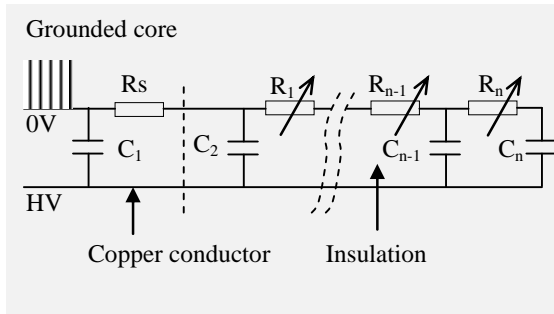 Grounded core
Rs
R1
Rn-1
Rn
0V
C1
C2
Cn-1
Cn
HV
Copper conductor
Insulation